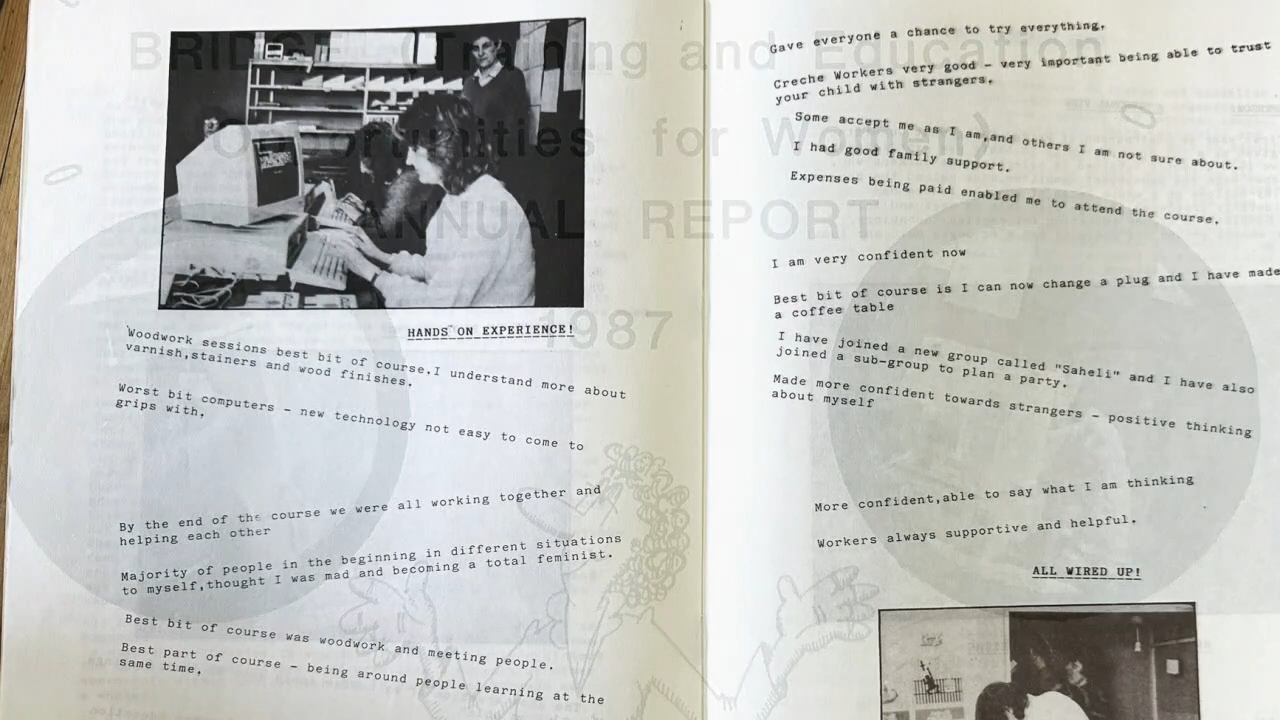 BRIDGE (Training and Education
Opportunities for Women)
ANNUAL REPORT
1987
HANDS ON EXPERIENCE!
Woodwork sessions best bit of course.I understand more about
varnish,stainers and wood finishes.
Worst bit computers - new technology not easy to come to
grips with,
By the end of the course we were all working together and
helping each other
Majority of people in the beginning in different situations
to myself,thought I was mad and becoming a total feminist.
Best bit of course was woodwork and meeting people.
Best part of course - being around people learning at the
same time,
Gave everyone a chance to try everything.
Creche Workers very good - very important being able to trust
your child with strangers.
Some accept me as I am,and others I am not sure about.
I had good family support.
Expenses being paid enabled me to attend the course.
I am very confident now
Best bit of course is I can now change a plug and I have made
a coffee table
I have joined a new group called "Saheli" and I have also
joined a sub-group to plan a party.
Made more confident towards strangers - positive thinking
about myself
More confident,able to say what I am thinking
Workers always supportive and helpful.
ALL WIRED UP!